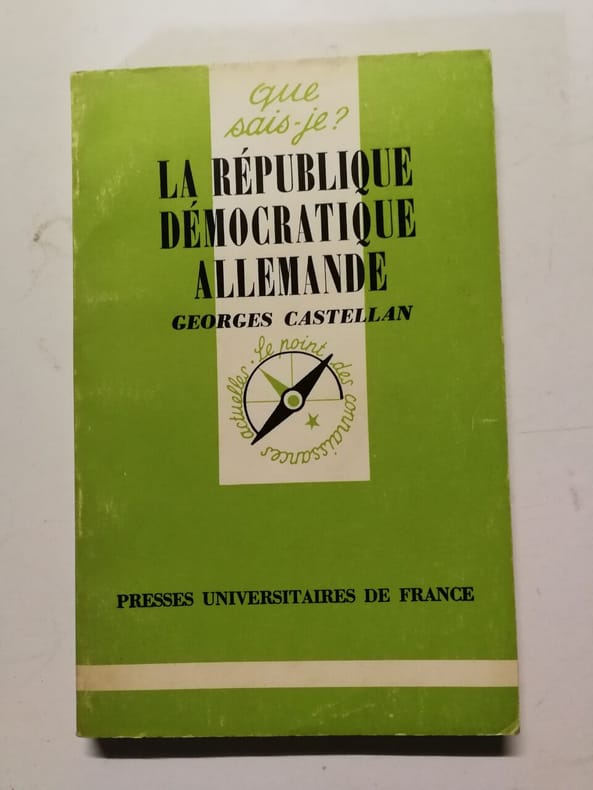 que
sais-je?
LA RÉPUBLIQUE
DÉMOCRATIQUE
ALLEMANDE
GEORGES CASTELLAN
Le point des connaissances actuelles.
PRESSES UNIVERSITAIRES DE FRANCE